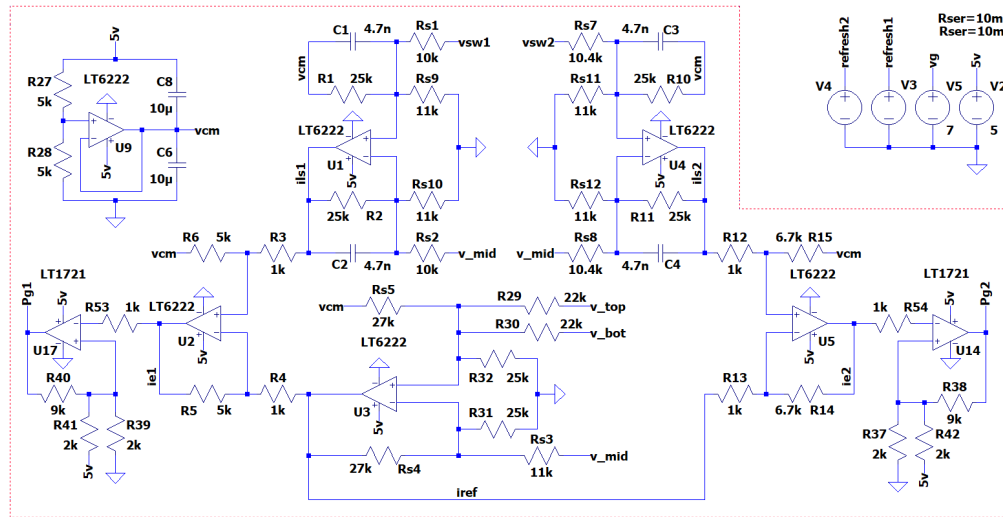 C1 4.7n Rs1
vsw1
10k
Rs7 4.7n C3
vsw2
10.4k
Rser=10m
Rser=10m
5v
R27
5k
LT6222
C8
10µ
vcm
R1 25k
Rs9
11k
Rs11
11k
25k R10
vcm
refresh2
refresh1
vg
5v
V4
V3
V5
7
V2
5
+
−
U9
vcm
5v
R28
5k
C6
10µ
LT6222
+
−
U1
5v
ils1
LT6222
+
−
U4
5v
ils2
25k R2
Rs10
11k
Rs12
11k
R11 25k
R6 5k
vcm
R3
1k
C2 4.7n
Rs2
v_mid
10k
Rs8
v_mid
10.4k
4.7n C4
R12
1k
6.7k R15
vcm
LT1721
Pg1
5v
R53 1k
LT6222
−
+
U17
+
−
U2
5v
ie1
Rs5
vcm
27k
R29 22k
v_top
R30 22k
v_bot
LT6222
+
−
U3
5v
R32 25k
R31 25k
LT6222
+
−
U5
5v
ie2
1k R54
LT1721
5v
−
+
U14
Pg2
R40
9k
R41
2k
R39
2k
5v
R5 5k
R4
1k
27k Rs4
Rs3
v_mid
11k
iref
R13
1k
6.7k R14
R38
9k
R37
2k
R42
2k
5v